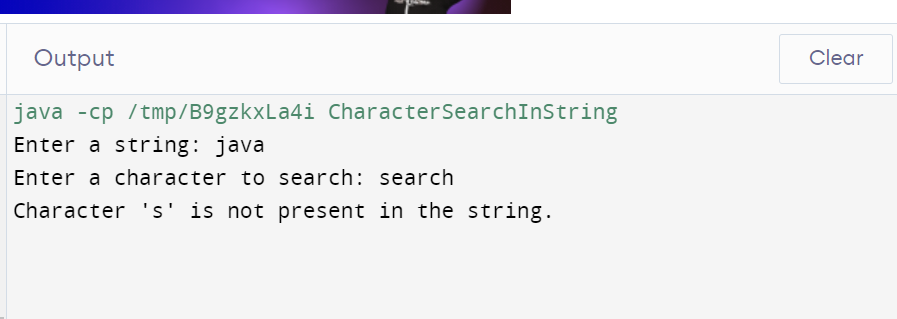 Output
Clear
java -cp /tmp/B9gzkxLa4i CharacterSearchInString
Enter a string: java
Enter a character to search: search
Character 's' is not present in the string.